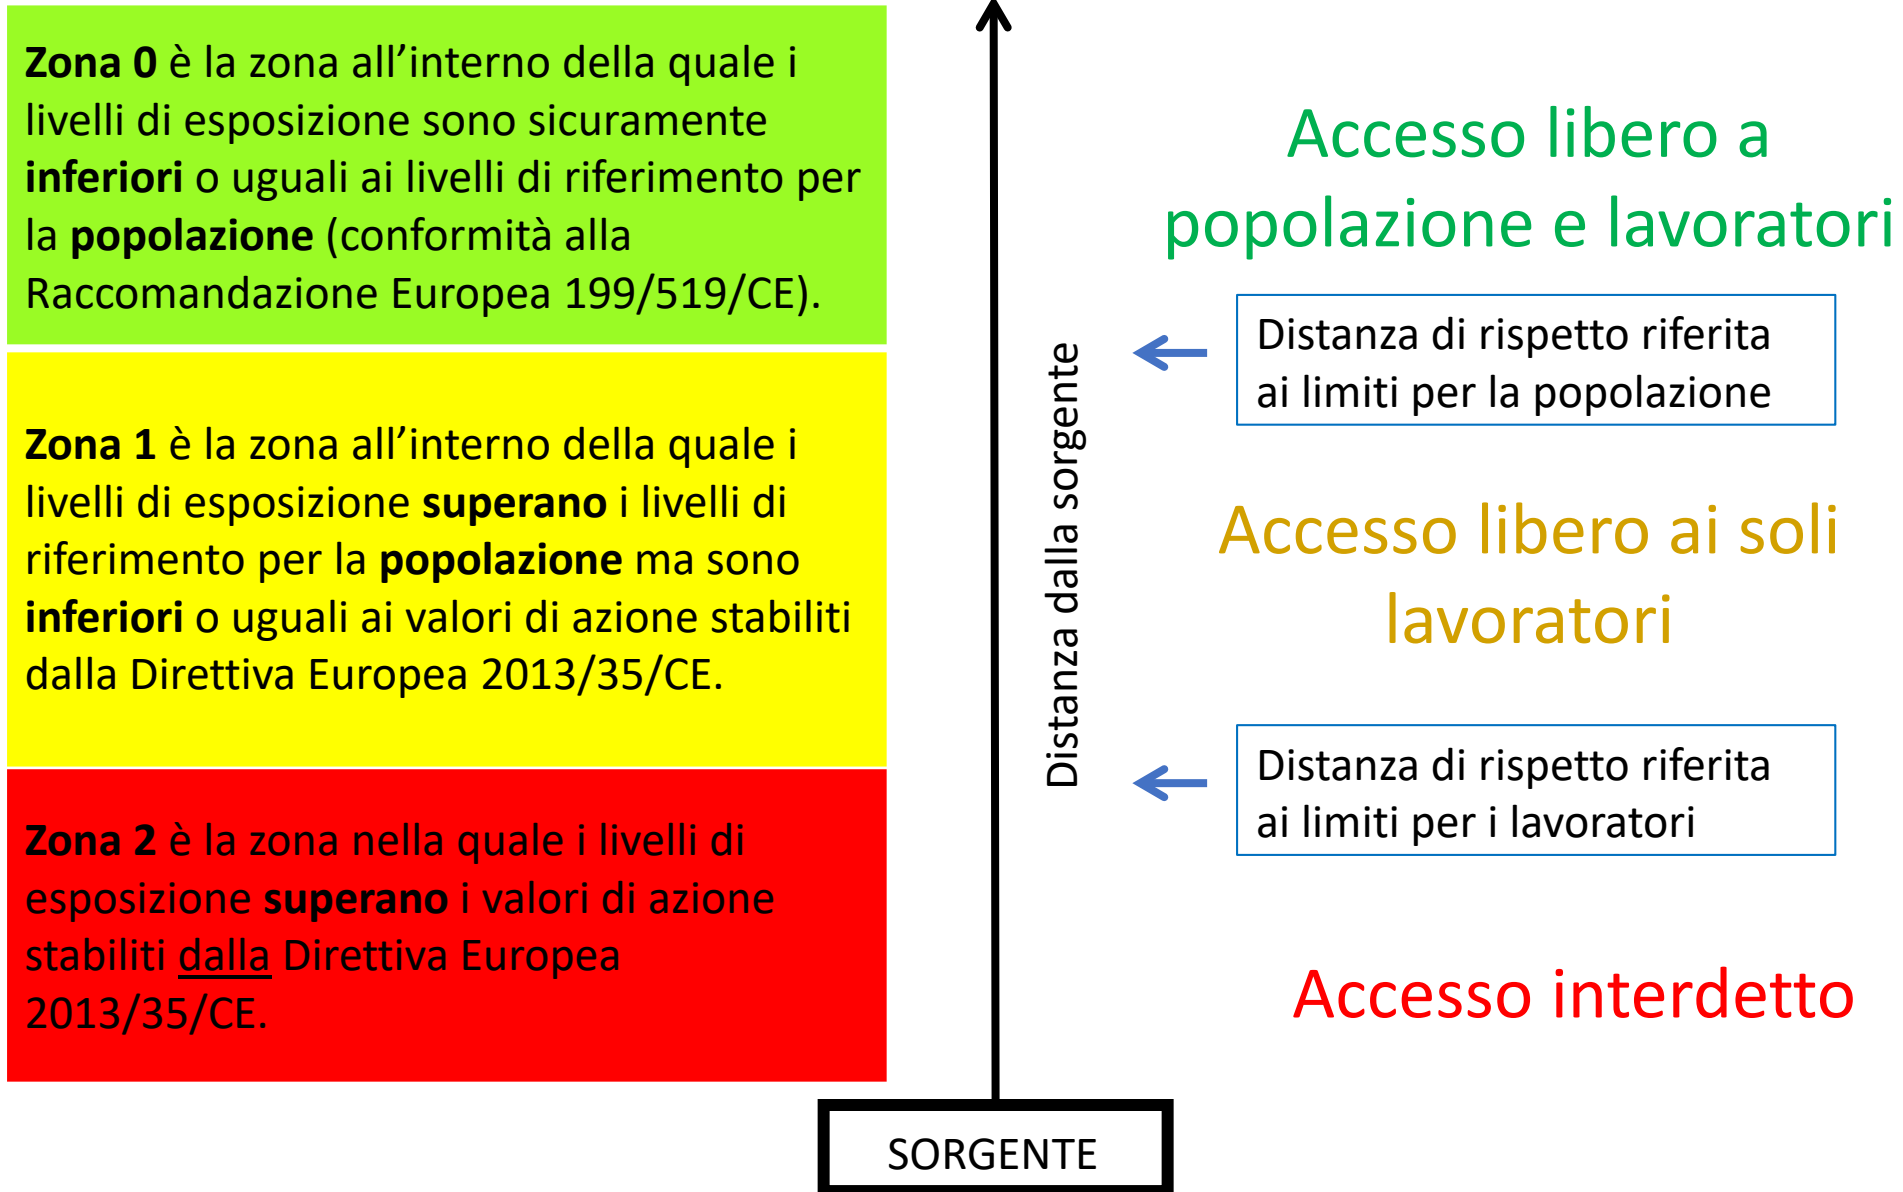 Zona 0 è la zona all’interno della quale i
livelli di esposizione sono sicuramente
inferiori o uguali ai livelli di riferimento per
la popolazione (conformità alla
Raccomandazione Europea 199/519/CE).
Zona 1 è la zona all’interno della quale i
livelli di esposizione superano i livelli di
riferimento per la popolazione ma sono
inferiori o uguali ai valori di azione stabiliti
dalla Direttiva Europea 2013/35/CE.
Zona 2 è la zona nella quale i livelli di
esposizione superano i valori di azione
stabiliti dalla Direttiva Europea
2013/35/CE.
Distanza dalla sorgente
SORGENTE
Accesso libero a
popolazione e lavoratori
Distanza di rispetto riferita
ai limiti per la popolazione
Accesso libero ai soli
lavoratori
Distanza di rispetto riferita
ai limiti per i lavoratori
Accesso interdetto